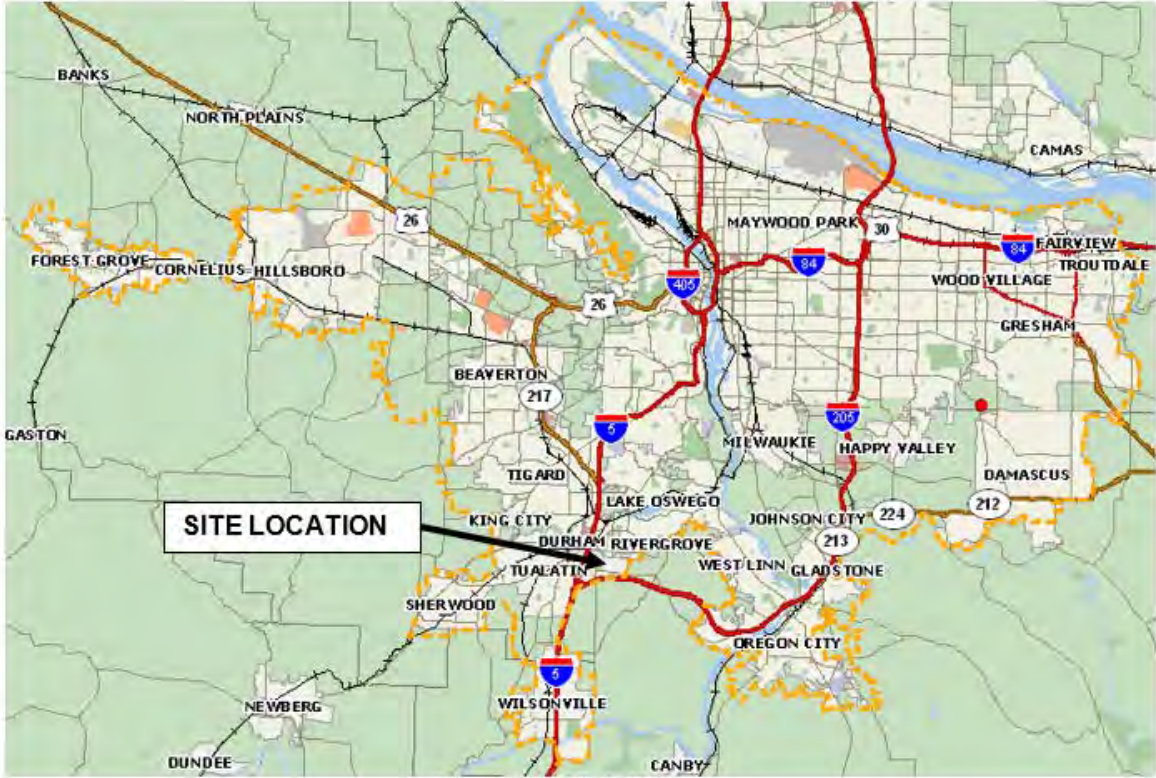 BANKS
NORTH PLAINS
CAMAS
26
MAYWOOD PARK
30
FOREST GROVE
CORNELIUS
HILLSBORO
84
84
FAIRVIEW
TROUTDALE
405
WOOD VILLAGE
26
GRESHAM
BEAVERTON
217
5
205
GASTON
MILWAUKIE
HAPPY VALLEY
TIGARD
DAMASCUS
LAKE OSWEGO
212
SITE LOCATION
KING CITY
JOHNSON CITY
224
DURHAM
RIVERGROVE
213
TUALATIN
WEST LINN
GLADSTONE
SHERWOOD
OREGON CITY
5
NEWBERG
WILSONVILLE
DUNDEE
CANBY